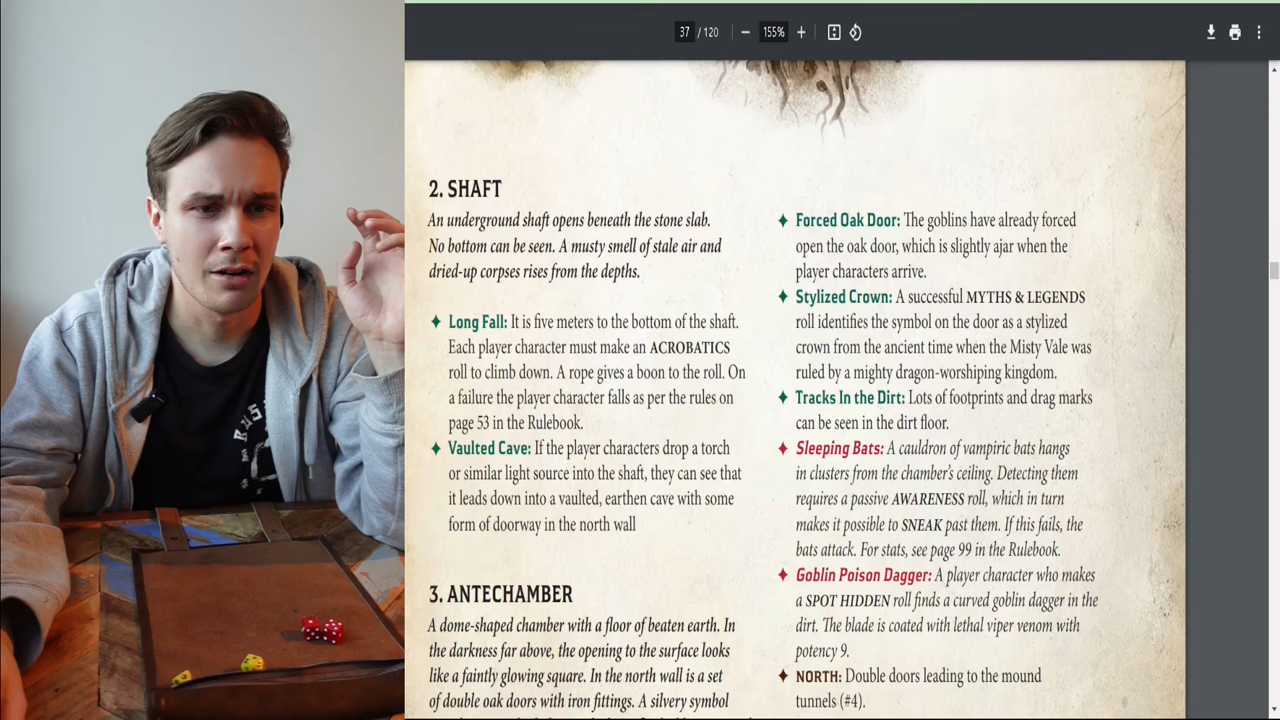 37 / 120
155%
2. SHAFT
An underground shaft opens beneath the stone slab.
No bottom can be seen. A musty smell of stale air and
dried-up corpses rises from the depths.
Long Fall: It is five meters to the bottom of the shaft.
Each player character must make an ACROBATICS
roll to climb down. A rope gives a boon to the roll. On
a failure the player character falls as per the rules on
page 53 in the Rulebook.
Vaulted Cave: If the player characters drop a torch
or similar light source into the shaft, they can see that
it leads down into a vaulted, earthen cave with some
form of doorway in the north wall
3. ANTECHAMBER
A dome-shaped chamber with a floor of beaten earth. In
the darkness far above, the opening to the surface looks
like a faintly glowing square. In the north wall is a set
of double oak doors with iron fittings. A silvery symbol
Forced Oak Door: The goblins have already forced
open the oak door, which is slightly ajar when the
player characters arrive.
Stylized Crown: A successful MYTHS & LEGENDS
roll identifies the symbol on the door as a stylized
crown from the ancient time when the Misty Vale was
ruled by a mighty dragon-worshiping kingdom.
Tracks In the Dirt: Lots of footprints and drag marks
can be seen in the dirt floor.
Sleeping Bats: A cauldron of vampiric bats hangs
in clusters from the chamber's ceiling. Detecting them
requires a passive AWARENESS roll, which in turn
makes it possible to SNEAK past them. If this fails, the
bats attack. For stats, see page 99 in the Rulebook.
Goblin Poison Dagger: A player character who makes
a SPOT HIDDEN roll finds a curved goblin dagger in the
dirt. The blade is coated with lethal viper venom with
potency 9.
NORTH: Double doors leading to the mound
tunnels (#4).